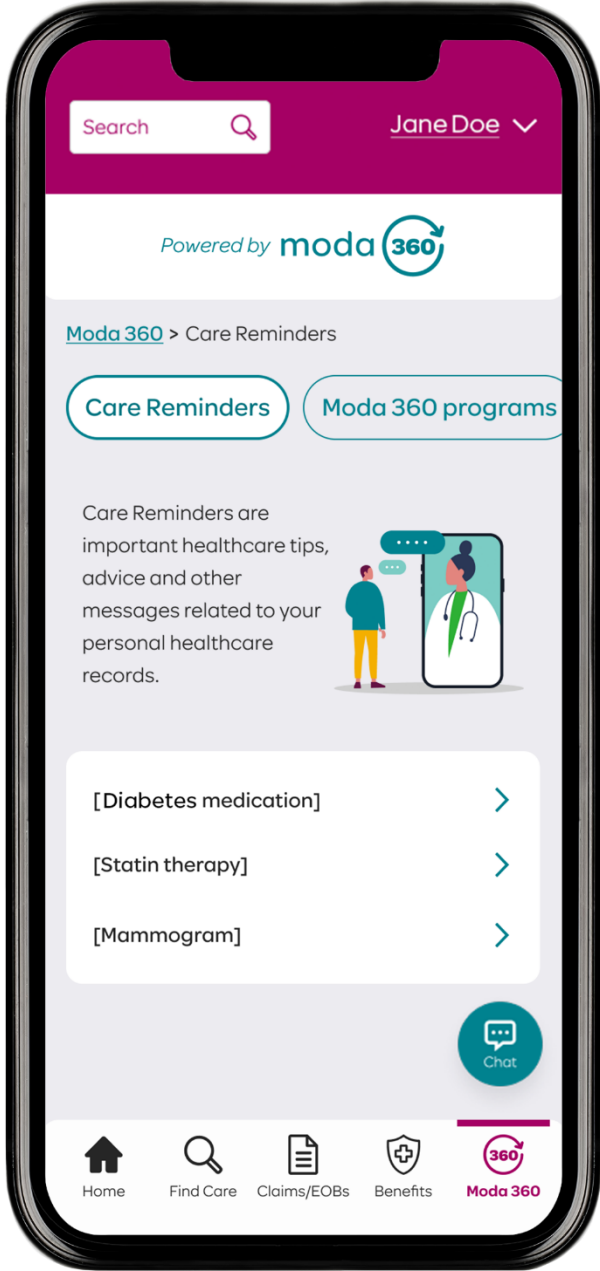 Search
Jane Doe
Powered by moda 360
Moda 360 > Care Reminders
Care Reminders
Moda 360 programs
Care Reminders are
important healthcare tips,
advice and other
messages related to your
personal healthcare
records.
[Diabetes medication]
[Statin therapy]
[Mammogram]
Chat
360
Home
Find Care
Claims/EOBs
Benefits
Moda 360